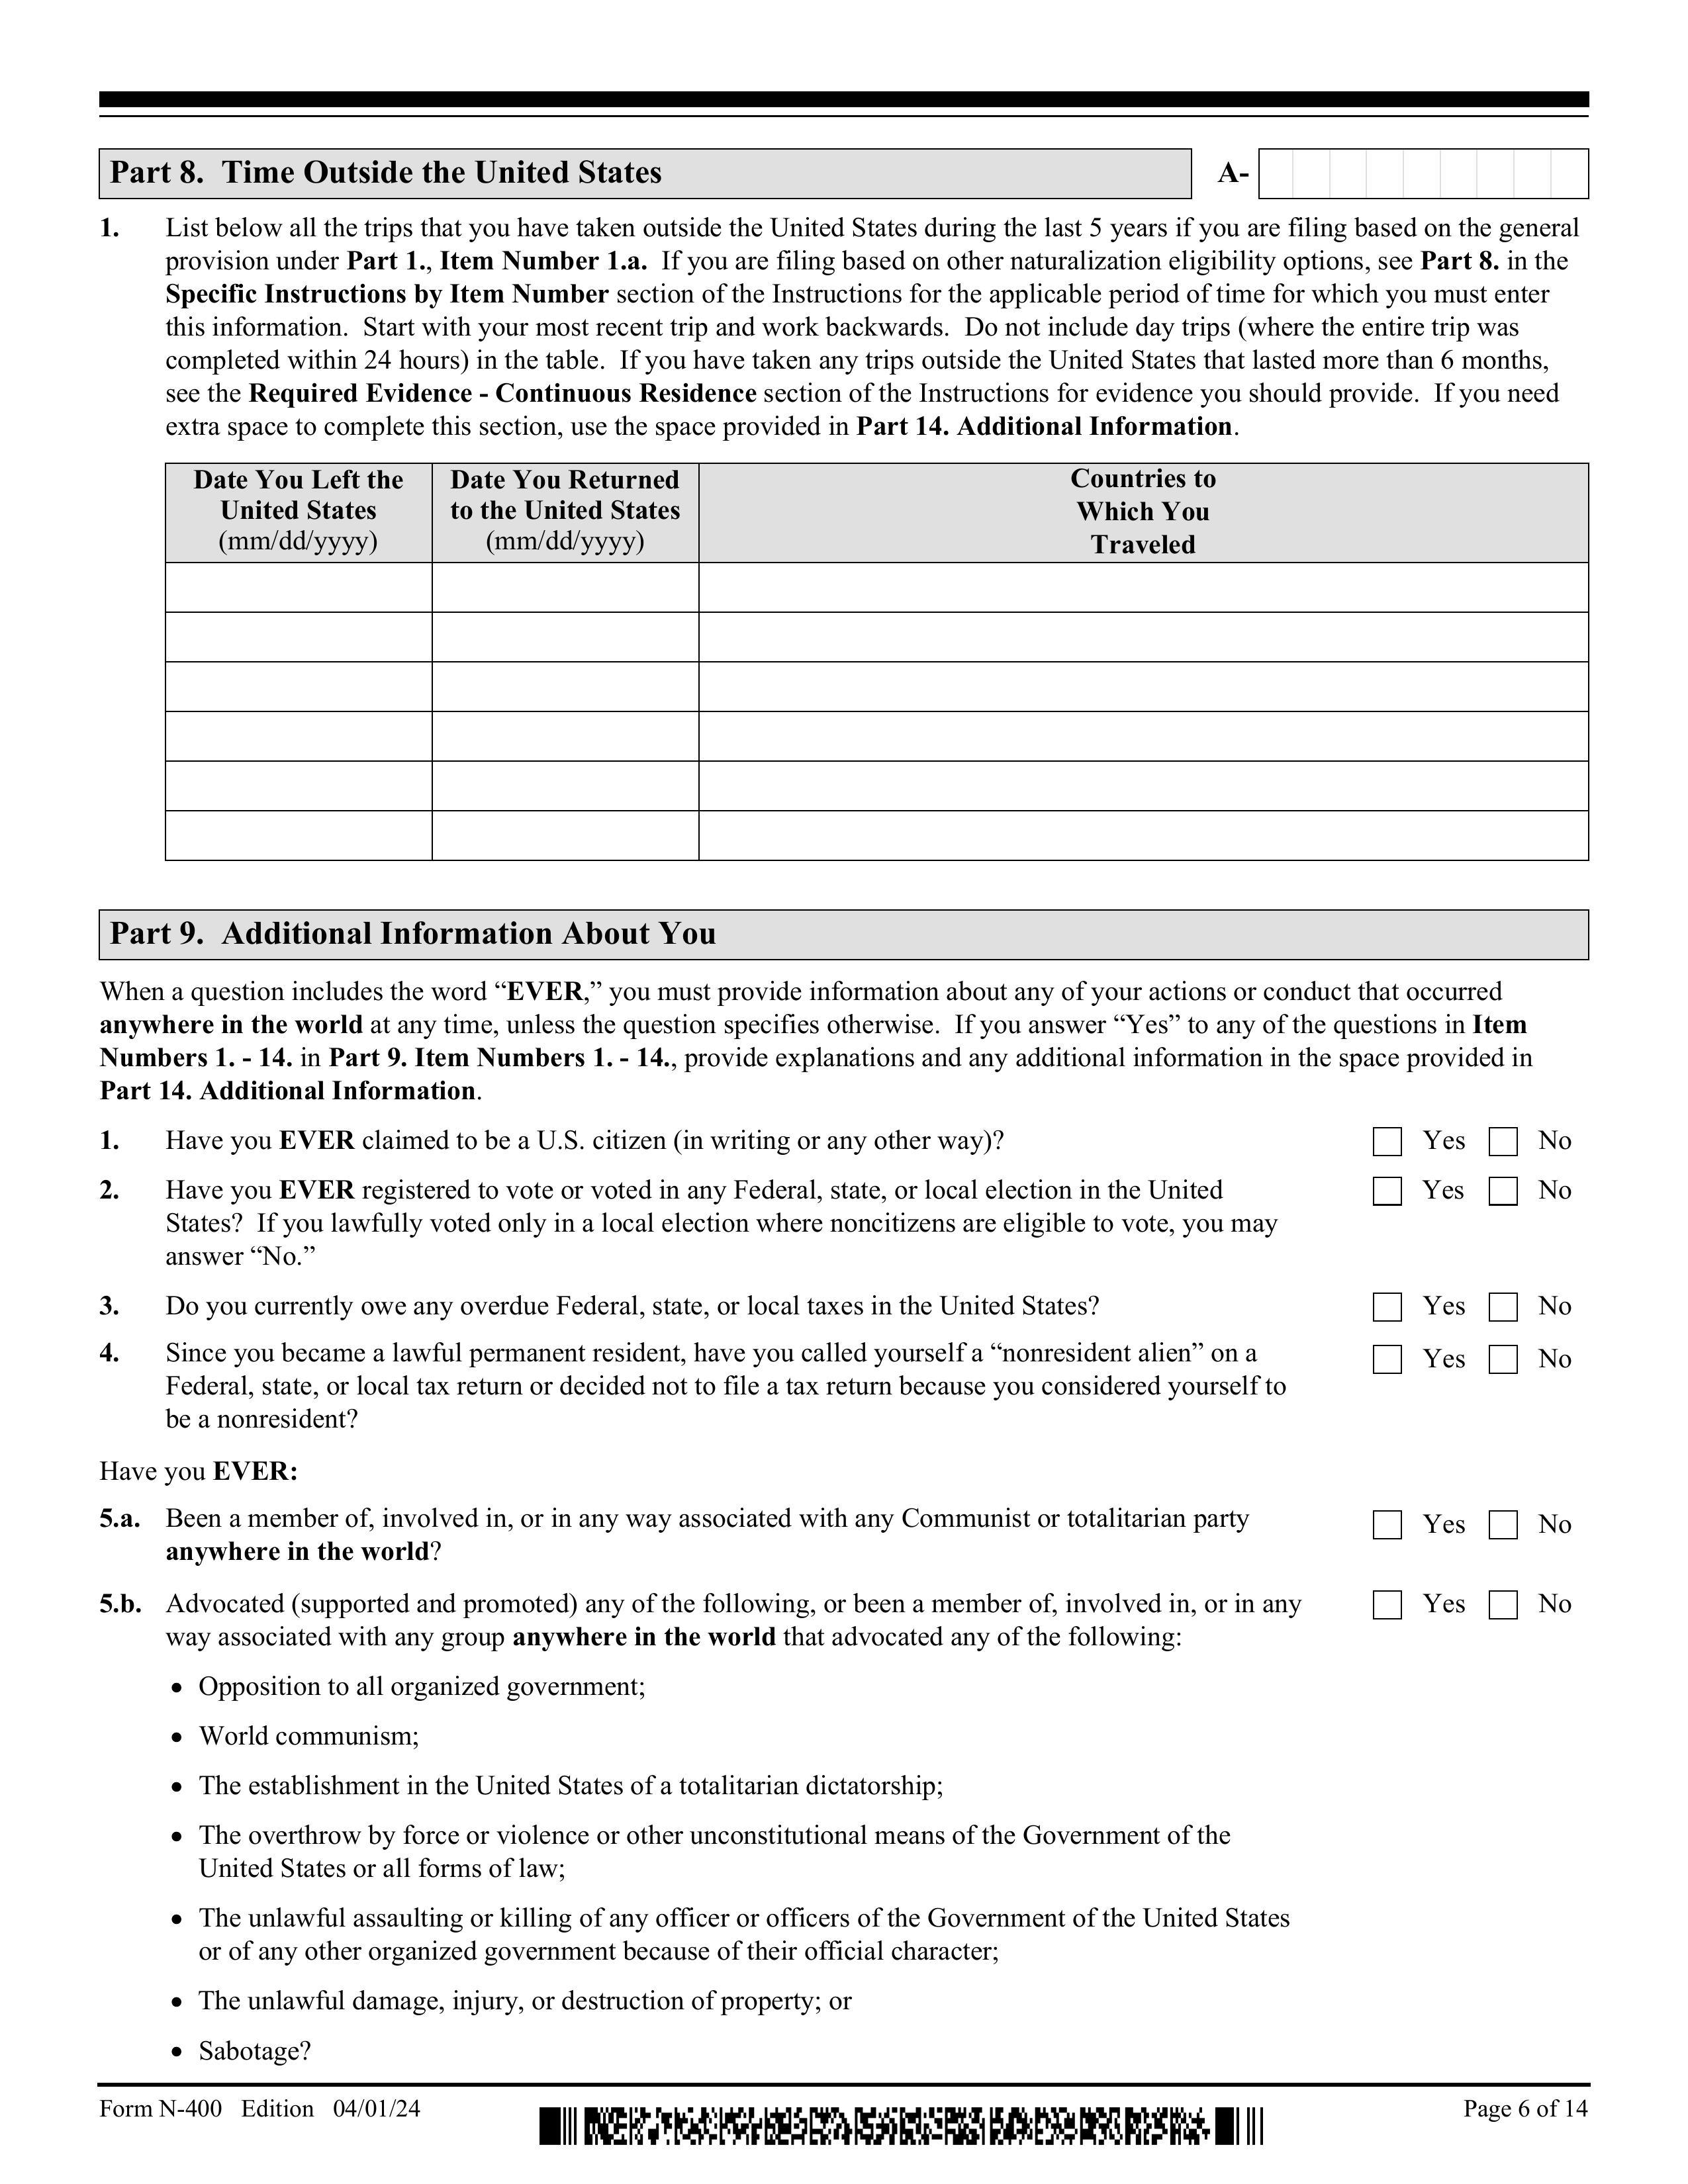 Part 8.  Time Outside the United States
A-
1. List below all the trips that you have taken outside the United States during the last 5 years if you are filing based on the general
provision under Part 1., Item Number 1.a.  If you are filing based on other naturalization eligibility options, see Part 8. in the
Specific Instructions by Item Number section of the Instructions for the applicable period of time for which you must enter
this information.  Start with your most recent trip and work backwards.  Do not include day trips (where the entire trip was
completed within 24 hours) in the table.  If you have taken any trips outside the United States that lasted more than 6 months,
see the Required Evidence - Continuous Residence section of the Instructions for evidence you should provide.  If you need
extra space to complete this section, use the space provided in Part 14. Additional Information.
Date You Left the
United States
(mm/dd/yyyy)
Date You Returned
to the United States
(mm/dd/yyyy)
Countries to
Which You
Traveled
Part 9.  Additional Information About You
When a question includes the word “EVER,” you must provide information about any of your actions or conduct that occurred
anywhere in the world at any time, unless the question specifies otherwise.  If you answer “Yes” to any of the questions in Item
Numbers 1. - 14. in Part 9. Item Numbers 1. - 14., provide explanations and any additional information in the space provided in
Part 14. Additional Information.
1. Have you EVER claimed to be a U.S. citizen (in writing or any other way)? Yes No
2. Have you EVER registered to vote or voted in any Federal, state, or local election in the United Yes No
States?  If you lawfully voted only in a local election where noncitizens are eligible to vote, you may
answer “No.”
3. Do you currently owe any overdue Federal, state, or local taxes in the United States? Yes No
4. Since you became a lawful permanent resident, have you called yourself a “nonresident alien” on a Yes No
Federal, state, or local tax return or decided not to file a tax return because you considered yourself to
be a nonresident?
Have you EVER:
5.a. Been a member of, involved in, or in any way associated with any Communist or totalitarian party Yes No
anywhere in the world?
5.b. Advocated (supported and promoted) any of the following, or been a member of, involved in, or in any Yes No
way associated with any group anywhere in the world that advocated any of the following:
• Opposition to all organized government;
• World communism;
• The establishment in the United States of a totalitarian dictatorship;
• The overthrow by force or violence or other unconstitutional means of the Government of the
United States or all forms of law;
• The unlawful assaulting or killing of any officer or officers of the Government of the United States
or of any other organized government because of their official character;
• The unlawful damage, injury, or destruction of property; or
• Sabotage?
Form N-400   Edition   04/01/24
Page 6 of 14